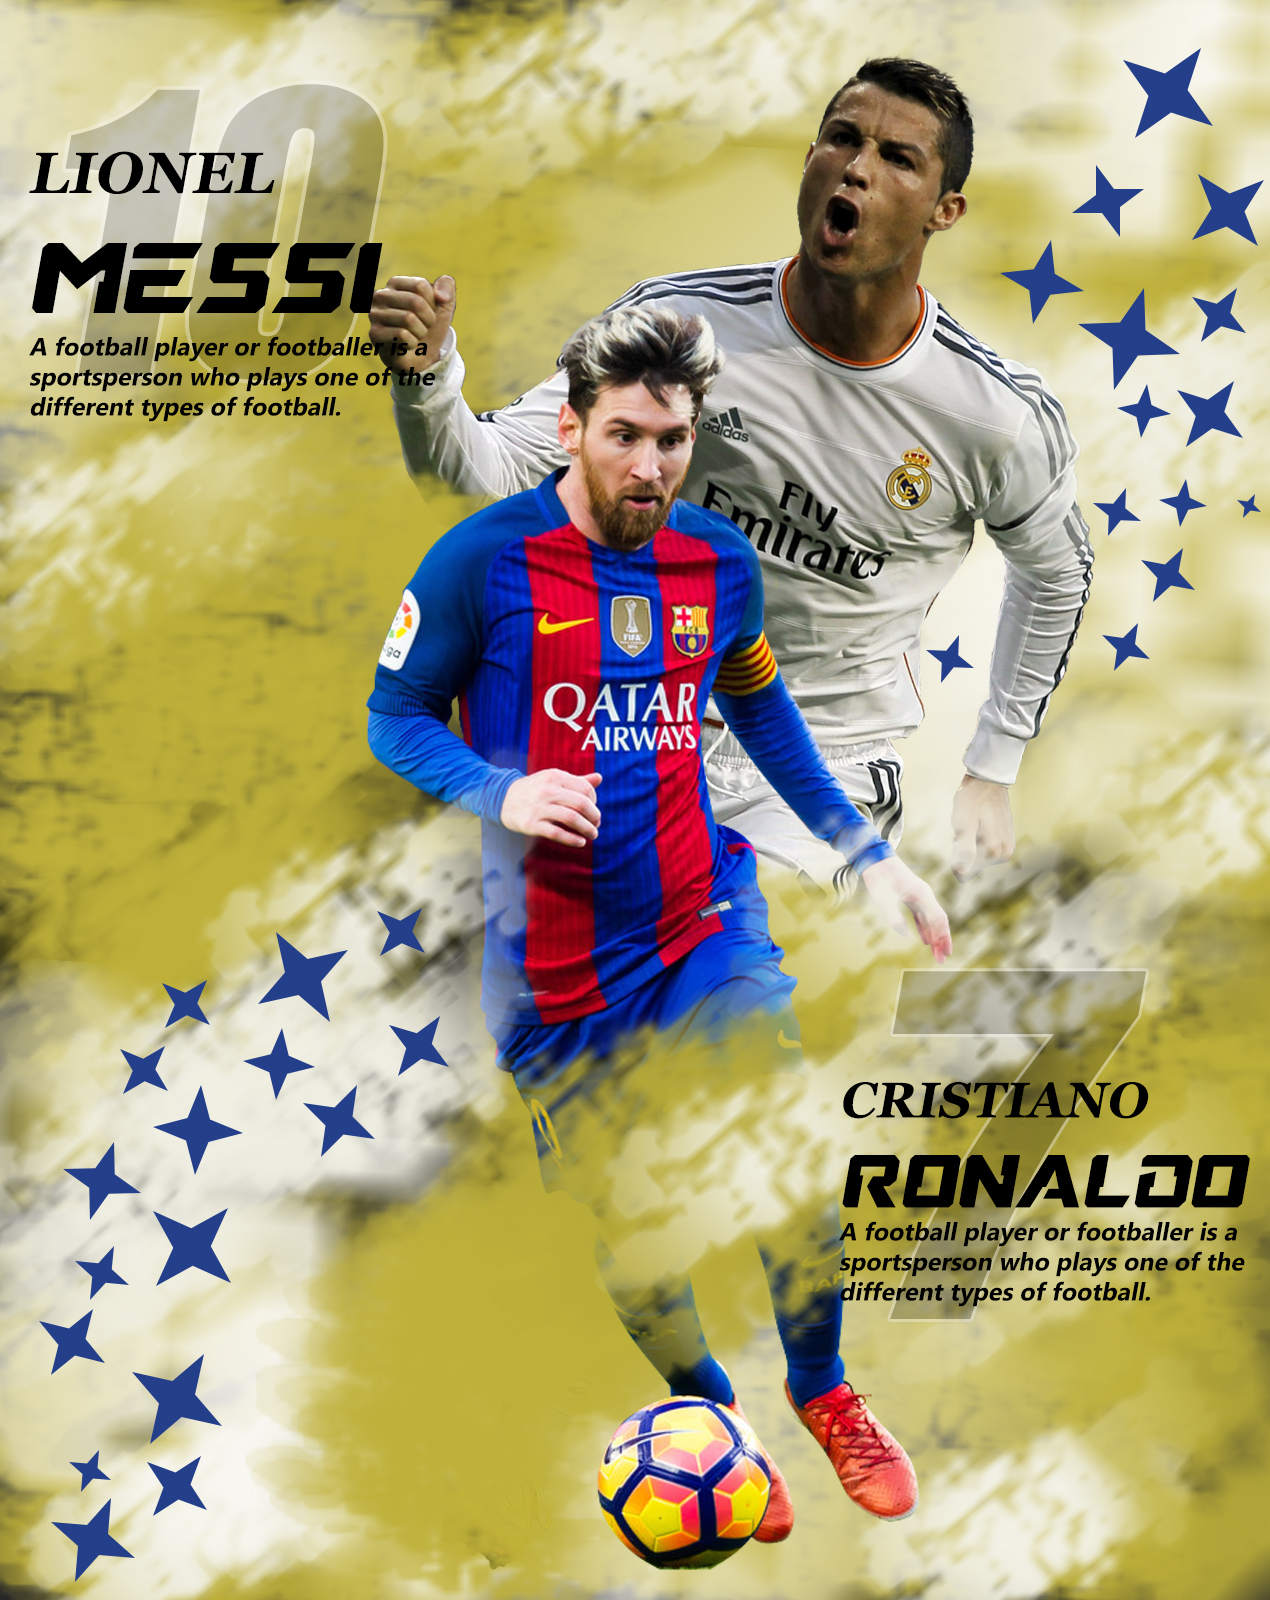 10
LIONEL
MESSI
A football player or footballer is a
sportsperson who plays one of the
different types of football.
adidas
Fly
Emirates
FIFA
FCB
QATAR
AIRWAYS
7
CRISTIANO
RONALDO
A football player or footballer is a
sportsperson who plays one of the
different types of football.